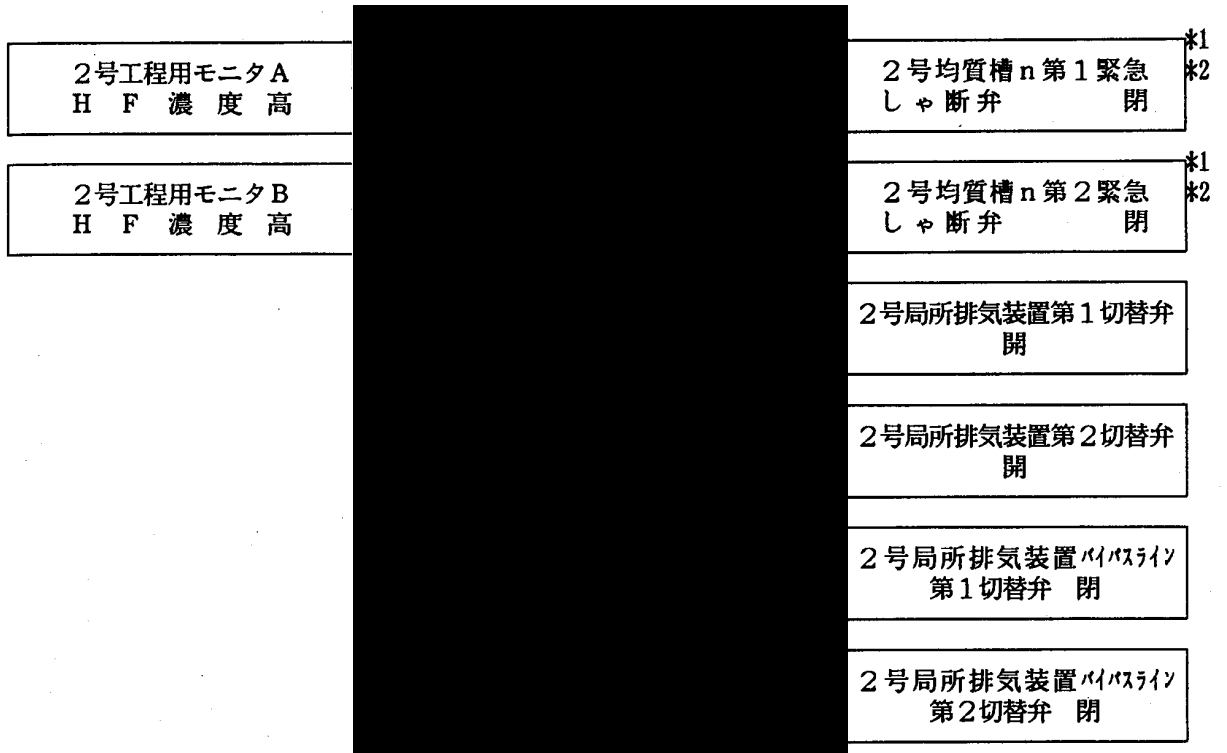 2号工程用モニタA
HF濃度高
2号工程用モニタB
HF濃度高
*1
2号均質槽n第1緊急
*2
しゃ断弁 閉
*1
2号均質槽n第2緊急
*2
しゃ断弁 閉
2号局所排気装置第1切替弁
開
2号局所排気装置第2切替弁
開
2号局所排気装置バイパスライン
第1切替弁 閉
2号局所排気装置バイパスライン
第2切替弁 閉